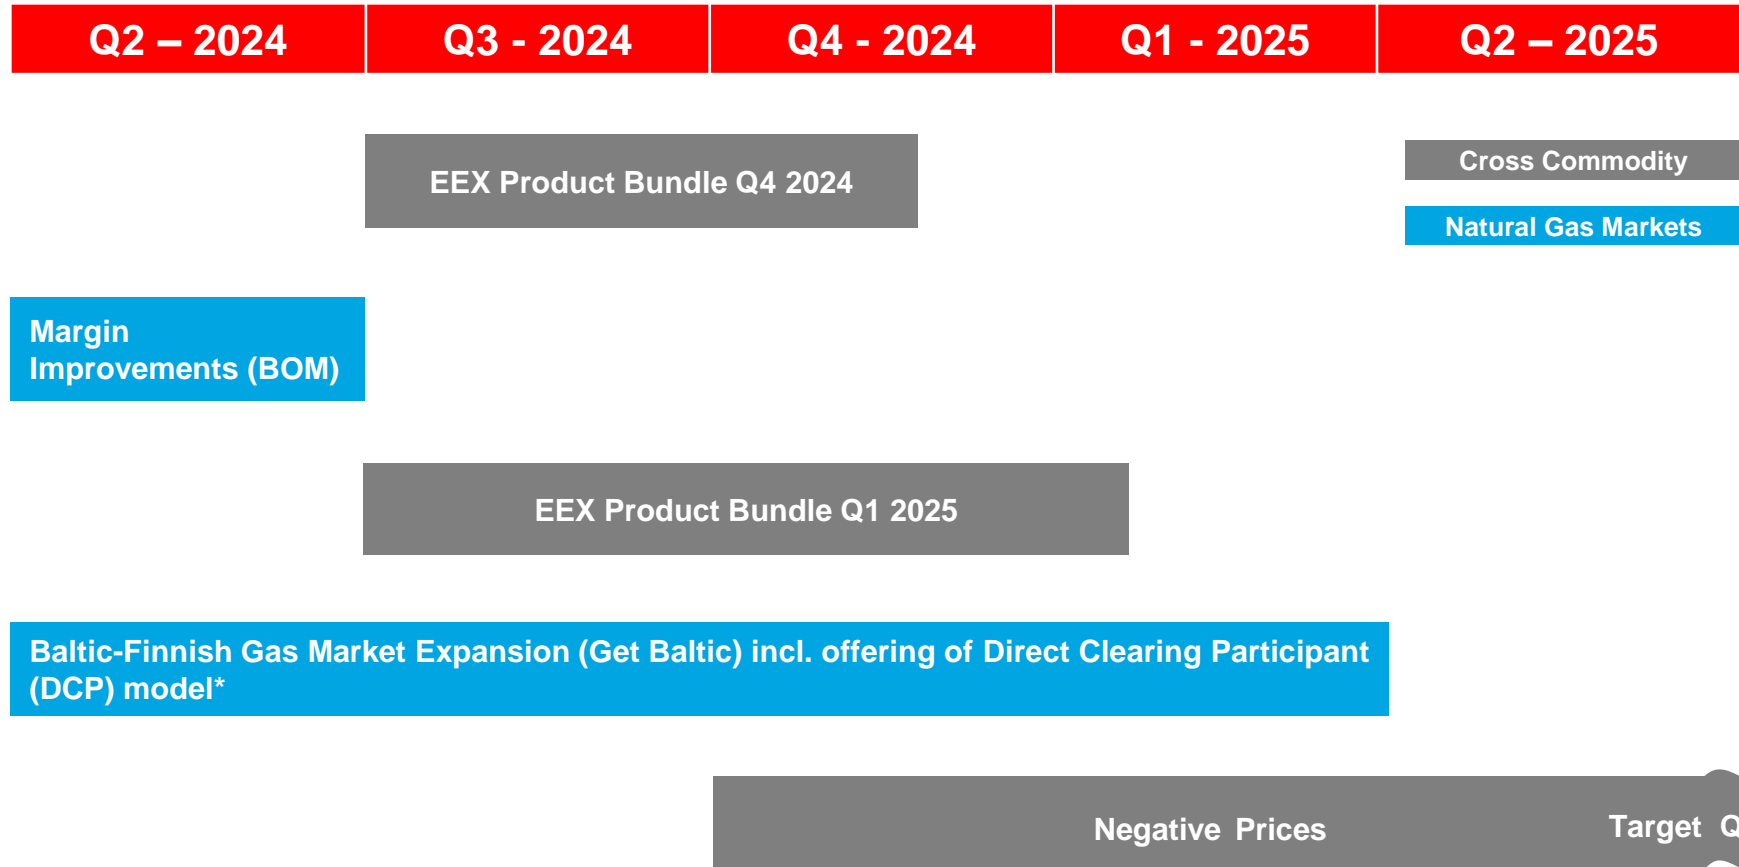 Q2 – 2024 Q3 - 2024 Q4 - 2024 Q1 - 2025 Q2 – 2025
EEX Product Bundle Q4 2024
Cross Commodity
Natural Gas Markets
Margin
Improvements (BOM)
EEX Product Bundle Q1 2025
Baltic-Finnish Gas Market Expansion (Get Baltic) incl. offering of Direct Clearing Participant
(DCP) model*
Negative Prices Target Q